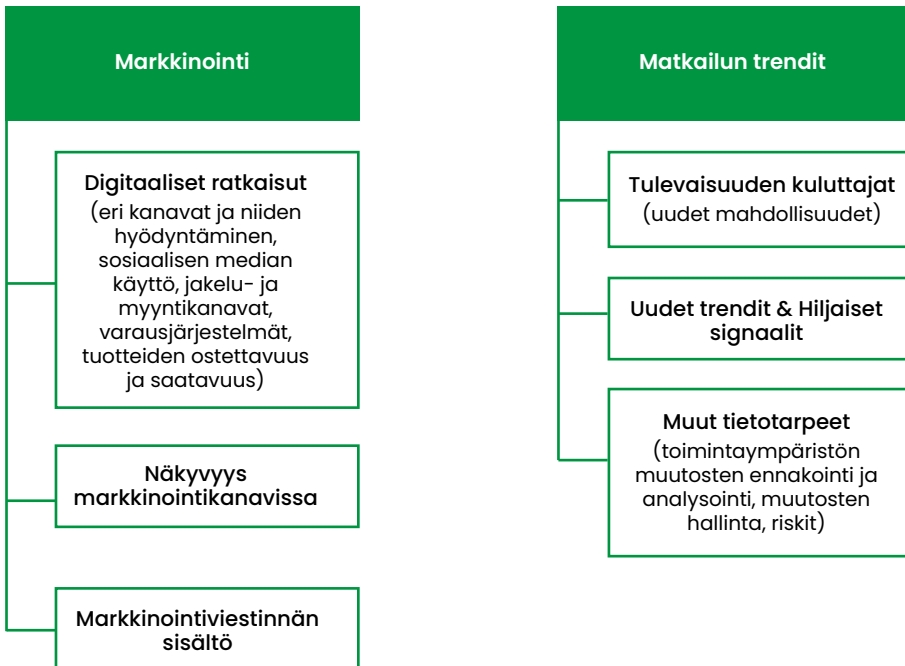 Markkinointi
Digitaaliset ratkaisut
(eri kanavat ja niiden
hyödyntäminen,
sosiaalisen median
käyttö, jakelu- ja
myyntikanavat,
varausjärjestelmät,
tuotteiden ostettavuus
ja saatavuus)
Näkyvyys
markkinointikanavissa
Markkinointiviestinnän
sisältö
Matkailun trendit
Tulevaisuuden kuluttajat
(uudet mahdollisuudet)
Uudet trendit & Hiljaiset
signaalit
Muut tietotarpeet
(toimintaympäristön
muutosten ennakointi ja
analysointi, muutosten
hallinta, riskit)